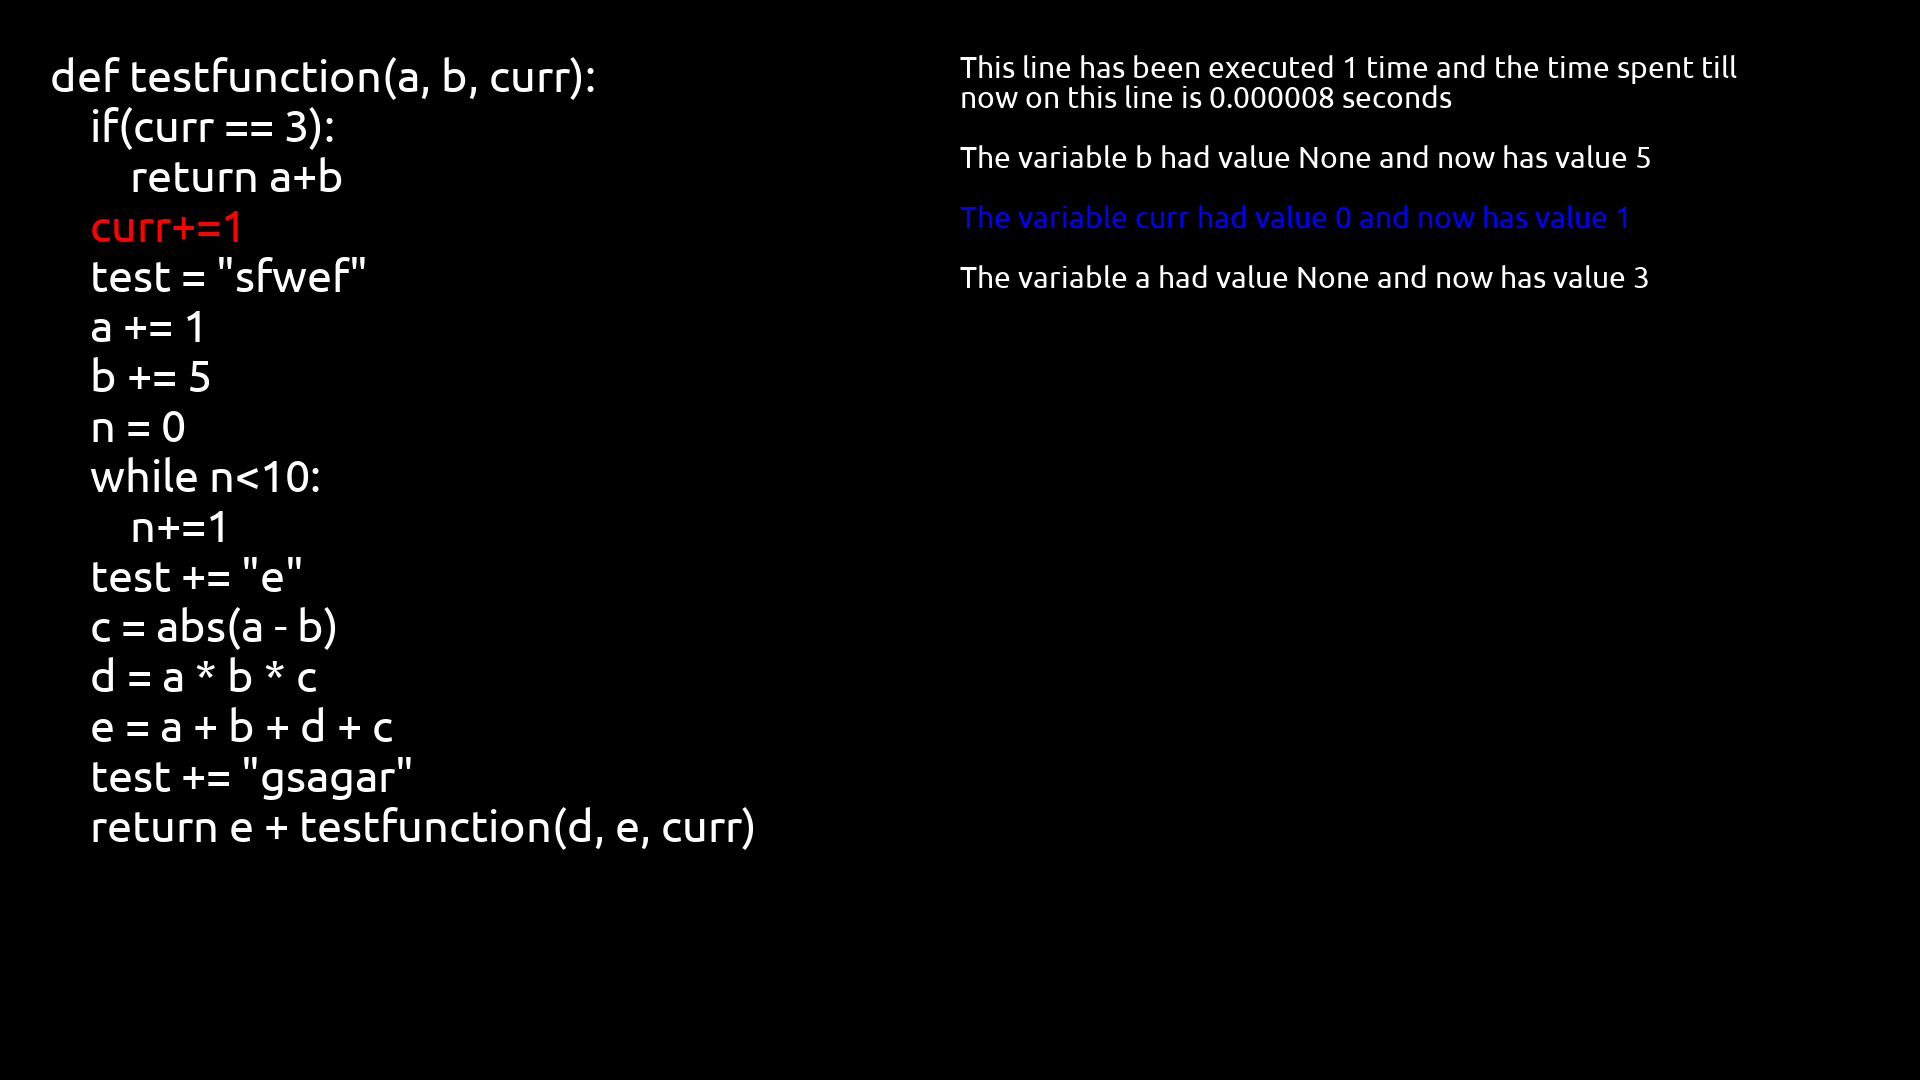 def testfunction(a, b, curr):
if(curr == 3):
return a+b
curr+=1
test = "sfwef"
a += 1
b += 5
n = 0
while n<10:
n+=1
test += "e"
c = abs(a - b)
d = a * b * c
e = a + b + d + c
test += "gsagar"
return e + testfunction(d, e, curr)
This line has been executed 1 time and the time spent till
now on this line is 0.000008 seconds
The variable b had value None and now has value 5
The variable curr had value 0 and now has value 1
The variable a had value None and now has value 3